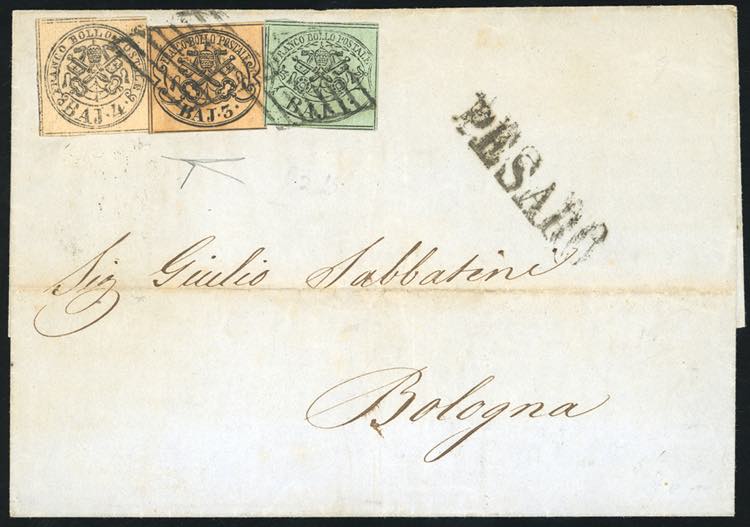 FRANCO BOLLO POSTALE
BAJ. 4.
FRANCO BOLLO POSTALE
BAJ. 3.
FRANCO BOLLO POSTALE
BAJ 1.
PESARO
Sig Giulio Sabbatini
Bologna